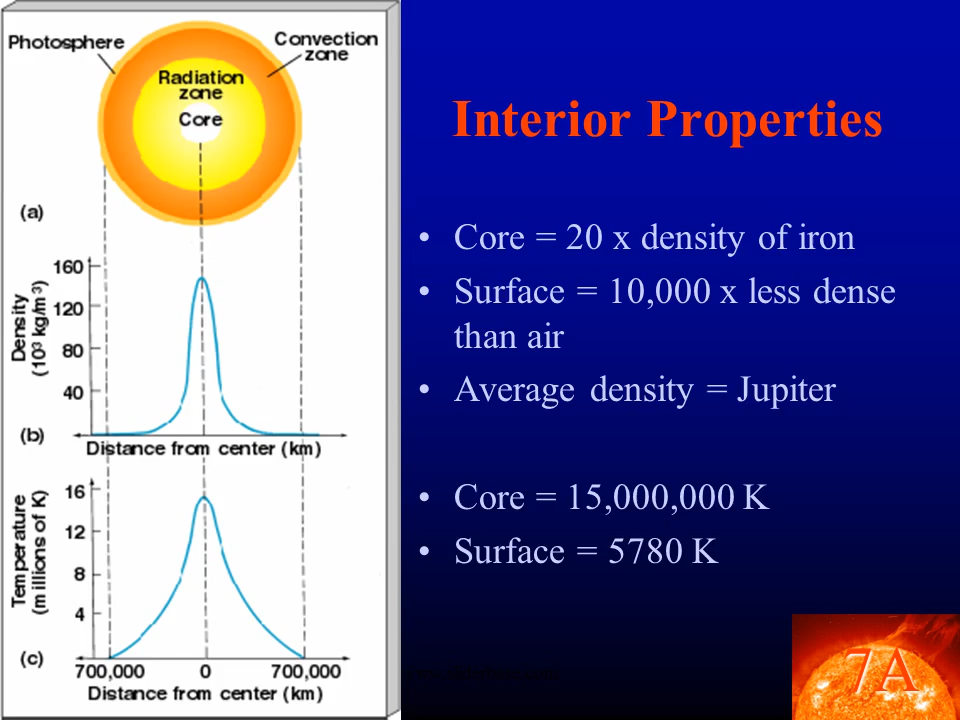 Photosphere
Convection
zone
Radiation
zone
Core
(a)
160
120
80
40
Density
(10³ kg/m³)
(b)
Distance from center (km)
16
12
8
4
Temperature
(millions of K)
(c)
700,000 0 700,000
Distance from center (km)
Interior Properties
• Core = 20 x density of iron
• Surface = 10,000 x less dense
than air
• Average density = Jupiter
• Core = 15,000,000 K
• Surface = 5780 K
7A